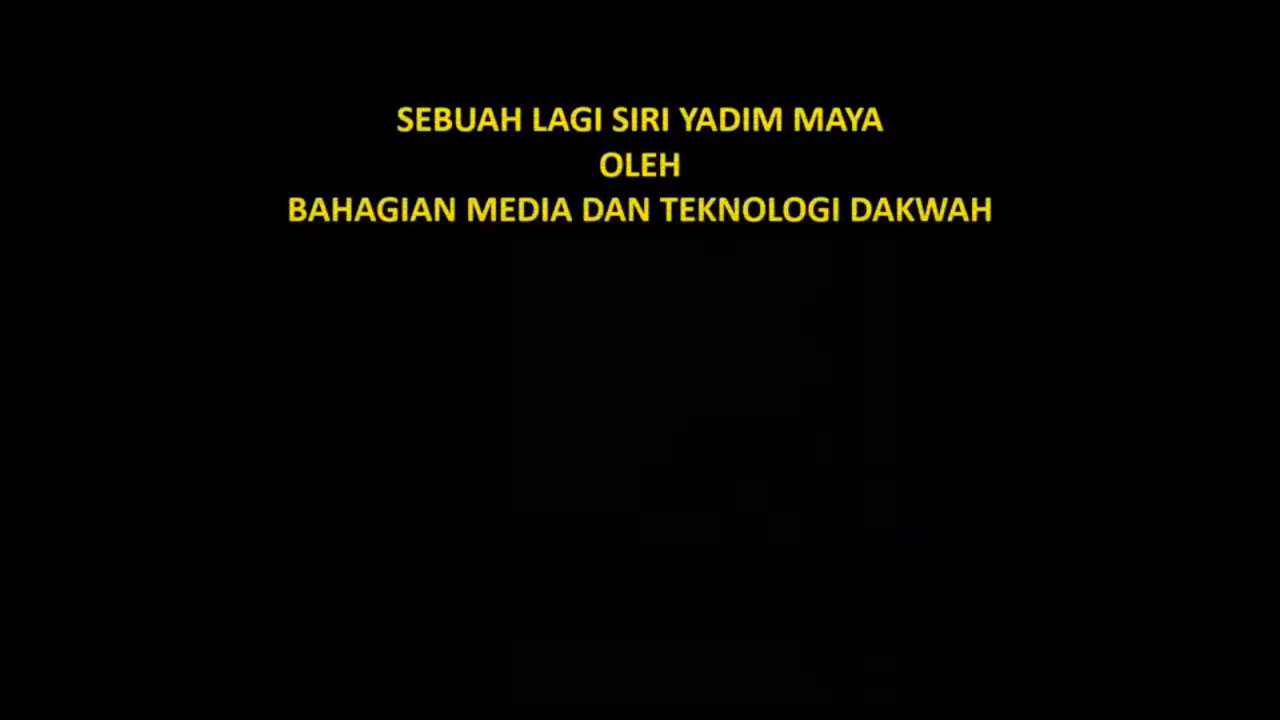 SEBUAH LAGI SIRI YADIM MAYA
OLEH
BAHAGIAN MEDIA DAN TEKNOLOGI DAKWAH